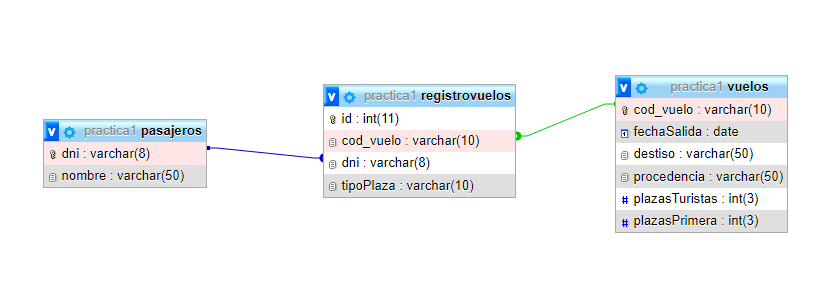 practica1 pasajeros
dni : varchar(8)
nombre : varchar(50)
practica1 registrovuelos
id : int(11)
cod_vuelo : varchar(10)
dni : varchar(8)
tipoPlaza : varchar(10)
practica1 vuelos
cod_vuelo : varchar(10)
fechaSalida : date
destiso : varchar(50)
procedencia : varchar(50)
# plazasTuristas : int(3)
# plazasPrimera : int(3)